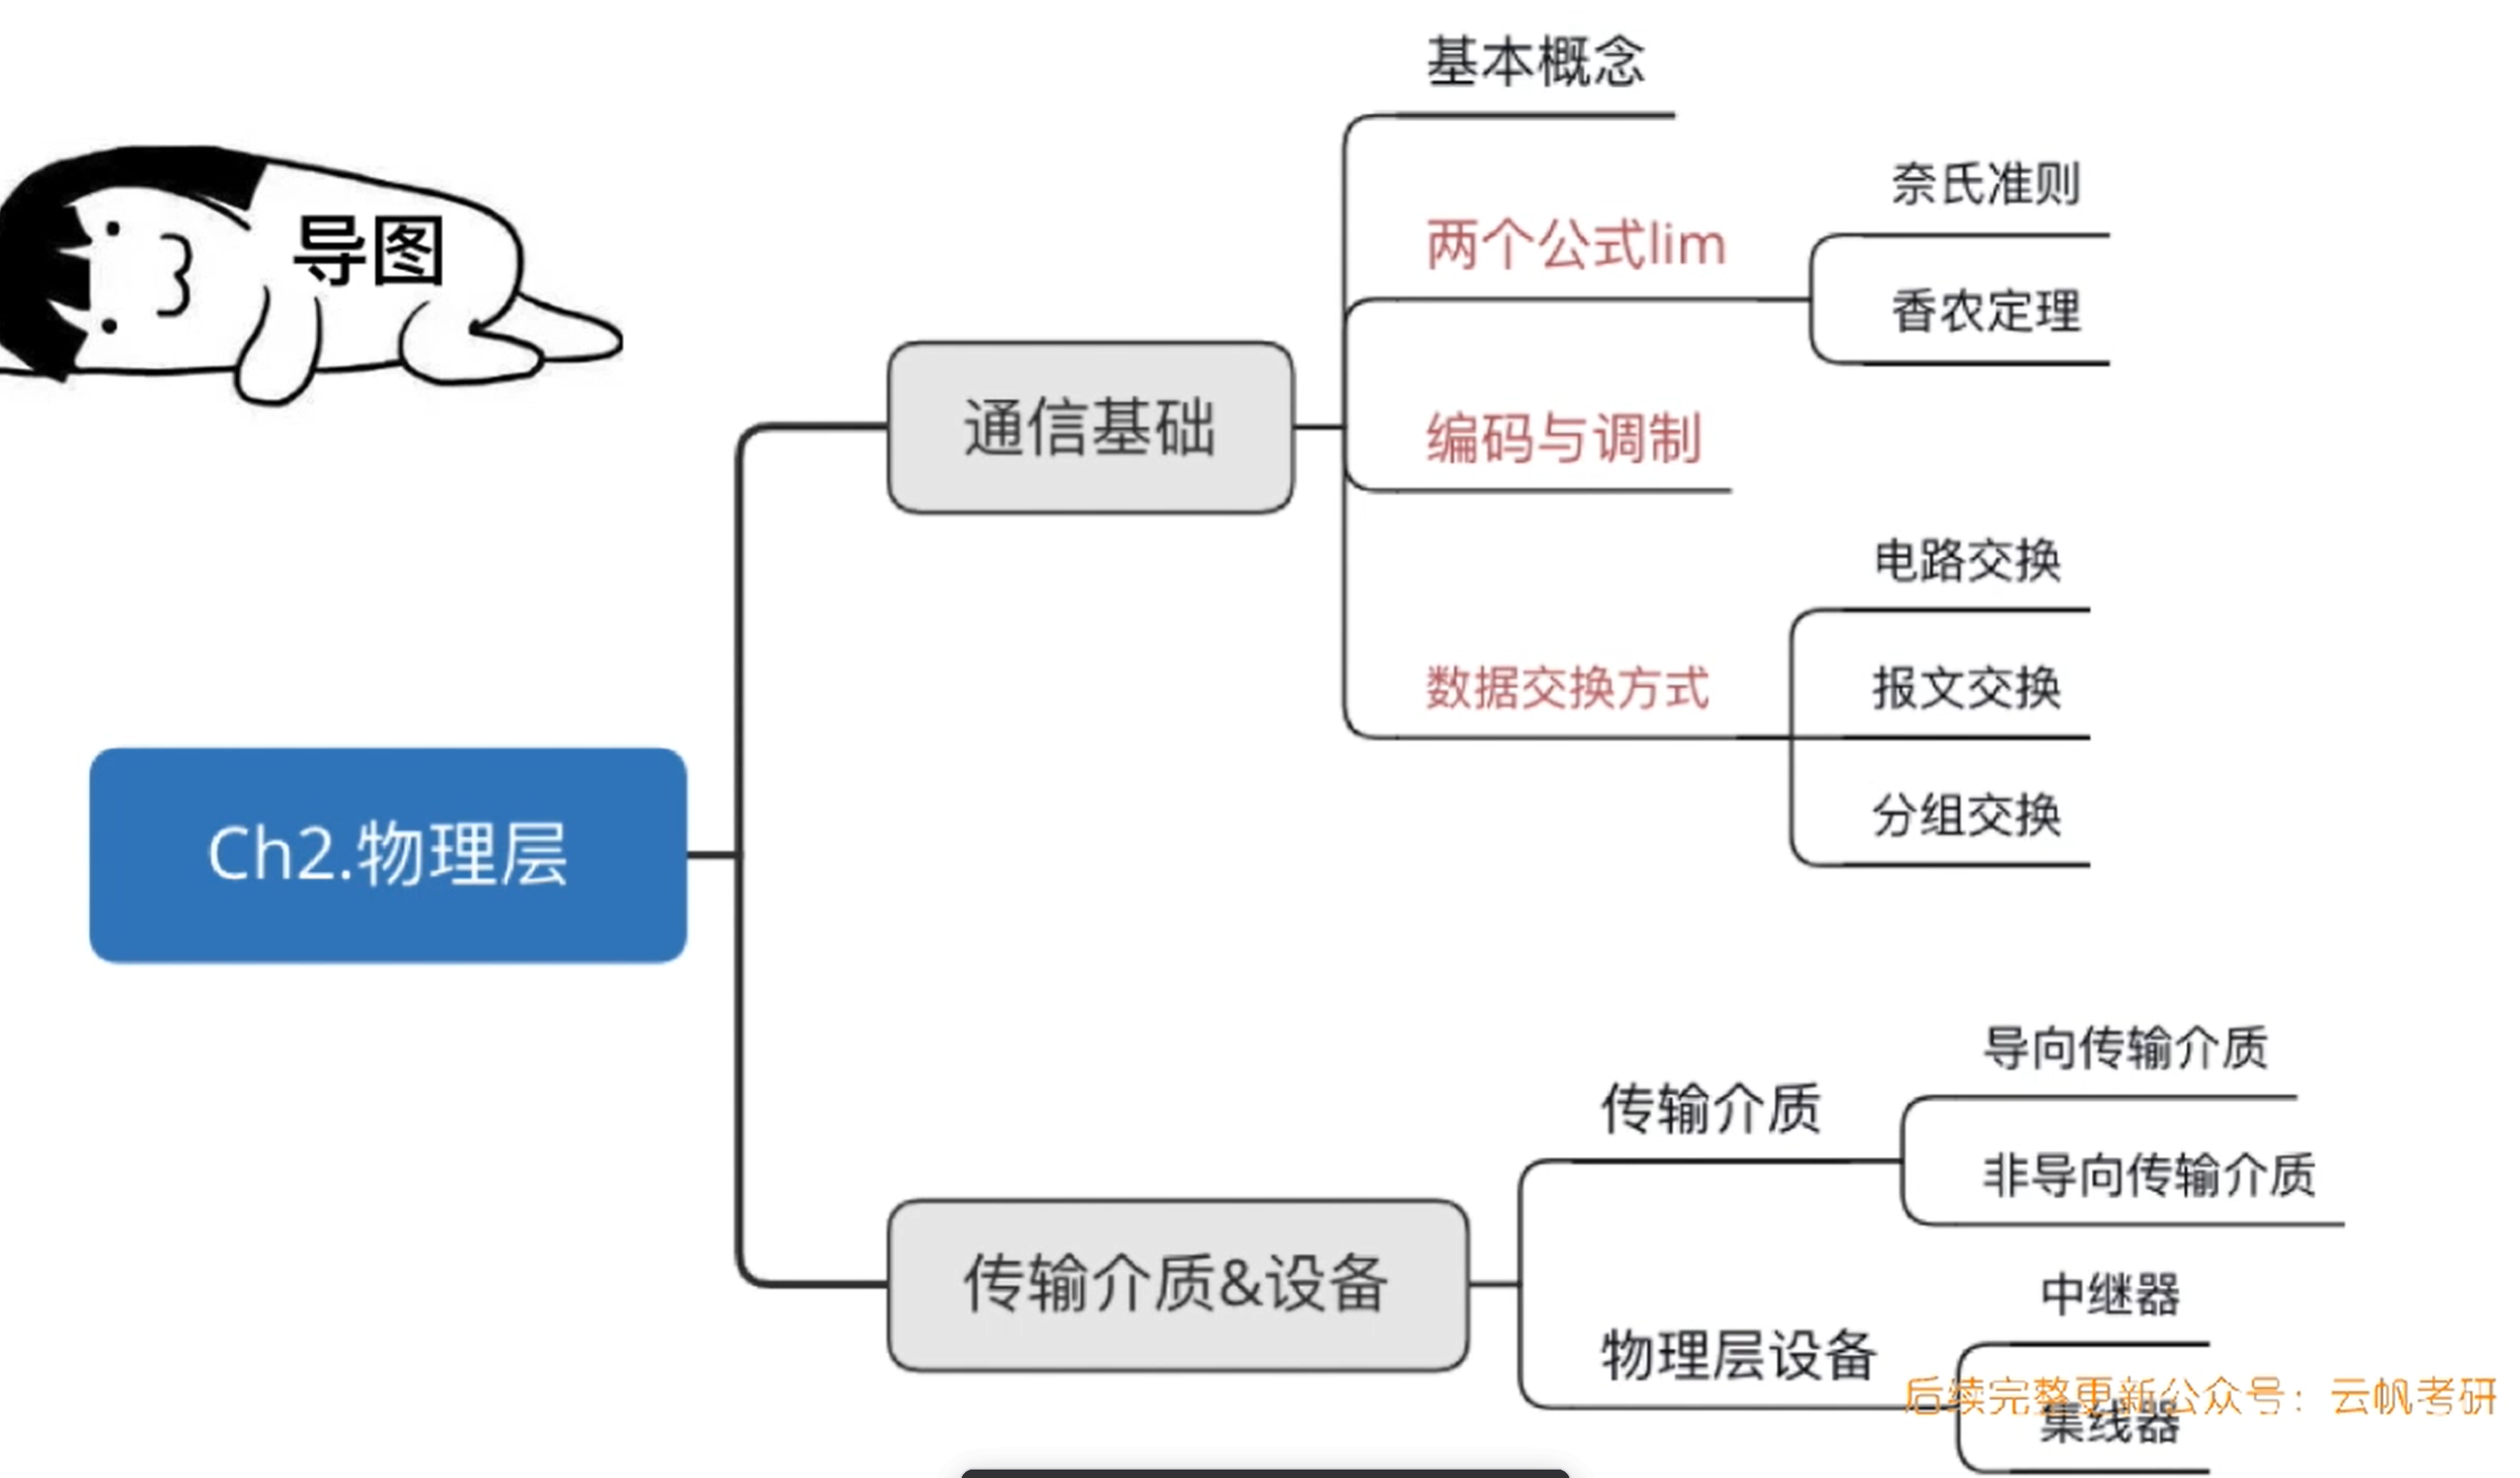 导图
Ch2.物理层
通信基础
基本概念
两个公式lim
奈氏准则
香农定理
编码与调制
数据交换方式
电路交换
报文交换
分组交换
传输介质&设备
传输介质
导向传输介质
非导向传输介质
物理层设备
中继器
集线器
后续完整更新公众号：云帆考研